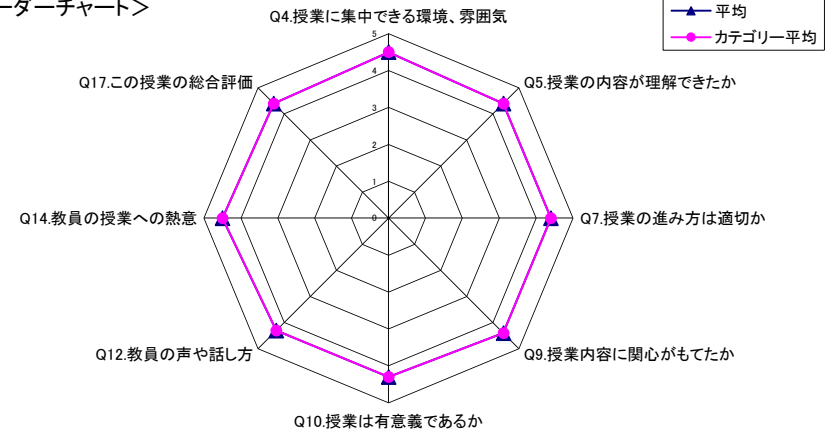 ーダーチャート＞
平均
カテゴリー平均
Q4.授業に集中できる環境、雰囲気
Q17.この授業の総合評価
Q5.授業の内容が理解できたか
Q14.教員の授業への熱意
Q7.授業の進み方は適切か
Q12.教員の声や話し方
Q9.授業内容に関心がもてたか
Q10.授業は有意義であるか
5
4
3
2
1
0